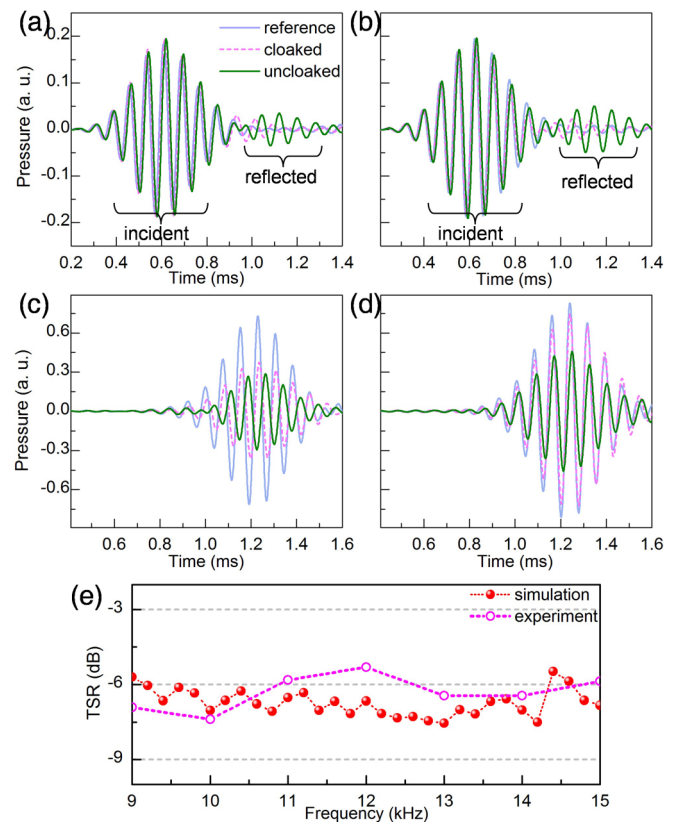 (a)
(b)
0.2
0.1
0.0
-0.1
-0.2
Pressure (a. u.)
reference
cloaked
uncloaked
incident
reflected
incident
reflected
0.2 0.4 0.6 0.8 1.0 1.2 1.4
0.2 0.4 0.6 0.8 1.0 1.2 1.4
Time (ms)
Time (ms)
(c)
(d)
0.6
0.3
0.0
-0.3
-0.6
Pressure (a. u.)
0.6 0.8 1.0 1.2 1.4 1.6
0.6 0.8 1.0 1.2 1.4 1.6
Time (ms)
Time (ms)
(e)
-3
-6
-9
TSR (dB)
simulation
experiment
9 10 11 12 13 14 15
Frequency (kHz)